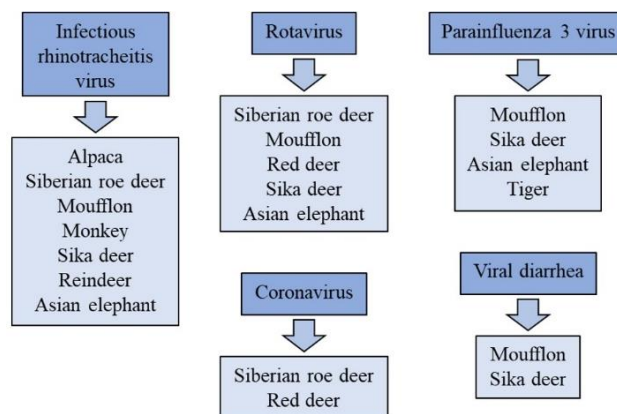 Infectious
rhinotracheitis
virus
Alpaca
Siberian roe deer
Moufflon
Monkey
Sika deer
Reindeer
Asian elephant
Rotavirus
Siberian roe deer
Moufflon
Red deer
Sika deer
Asian elephant
Coronavirus
Siberian roe deer
Red deer
Parainfluenza 3 virus
Moufflon
Sika deer
Asian elephant
Tiger
Viral diarrhea
Moufflon
Sika deer